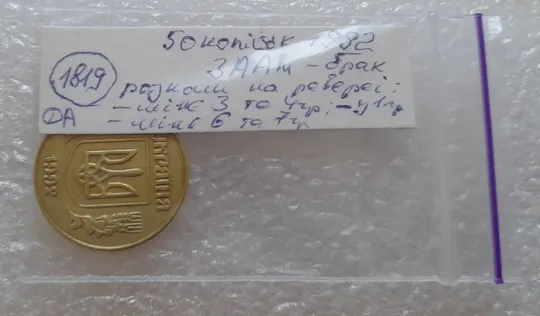 50 копійок 1992
3ААм - брак
1819
розколи на реверсі:
- між 3 та 4 гр; - у 1 гр
ФА
- між 6 та 7 гр
УКРАЇНА
1992